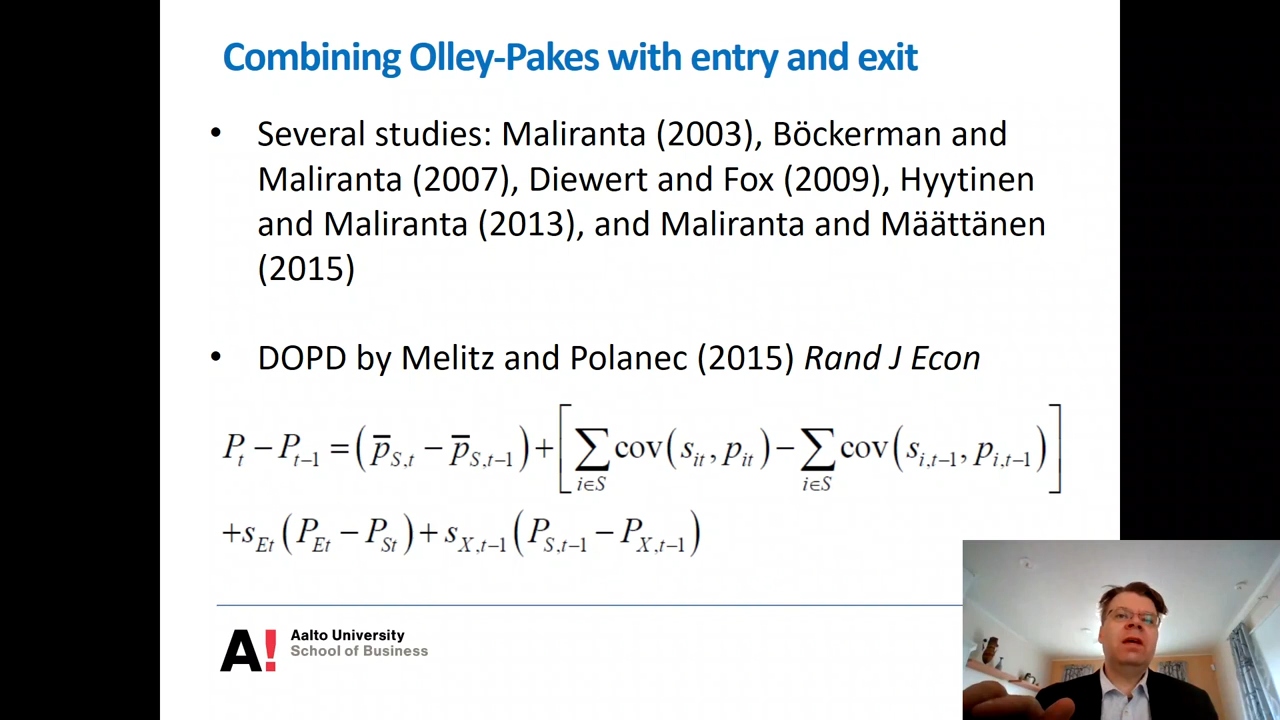 Combining Olley-Pakes with entry and exit
• Several studies: Maliranta (2003), Böckerman and
Maliranta (2007), Diewert and Fox (2009), Hyytinen
and Maliranta (2013), and Maliranta and Määttänen
(2015)
• DOPD by Melitz and Polanec (2015) Rand J Econ
P_t − P_{t−1} = (p̅_{S,t} − p̅_{S,t−1}) + [∑_{i∈S} cov(s_{it}, p_{it}) − ∑_{i∈S} cov(s_{i,t−1}, p_{i,t−1})]
+s_{Et}(P_{Et} − P_{St}) + s_{X,t−1}(P_{S,t−1} − P_{X,t−1})
A! Aalto University
School of Business